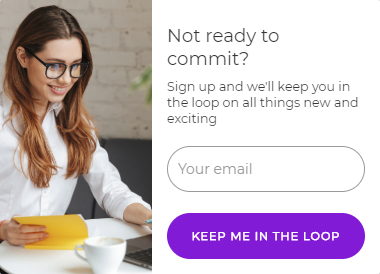 Not ready to
commit?
Sign up and we'll keep you in
the loop on all things new and
exciting
Your email
KEEP ME IN THE LOOP